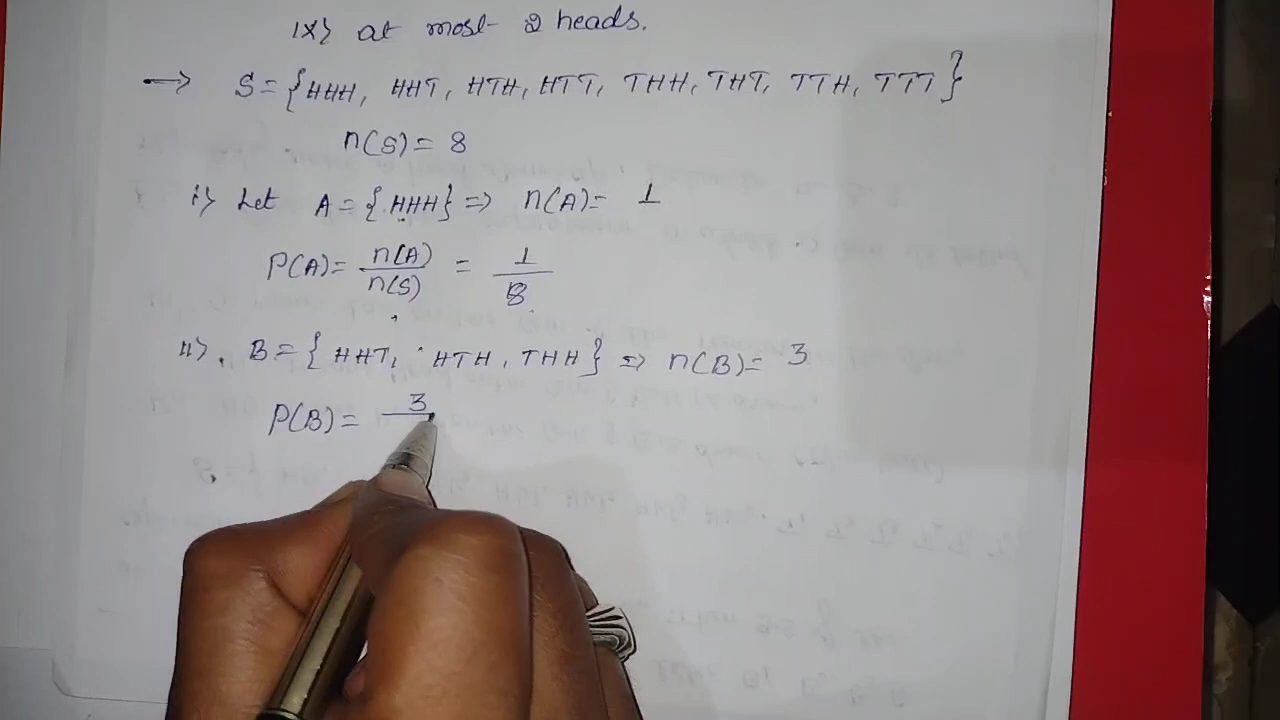 ix} at most 2 heads.
→ S = {HHH, HHT, HTH, HTT, THH, THT, TTH, TTT}
n(S) = 8
i) Let A = {HHH} ⇒ n(A) = 1
P(A) = n(A)/n(S) = 1/8
ii). B = {HHT, HTH, THH} ⇒ n(B) = 3
P(B) = 3